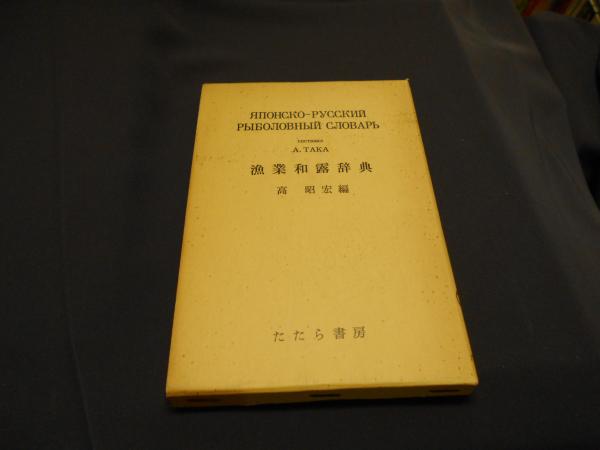 ЯПОНСКО-РУССКИЙ
РЫБОЛОВНЫЙ СЛОВАРЬ
A. TAKA
漁業和露辞典
高 昭宏編
たたら書房